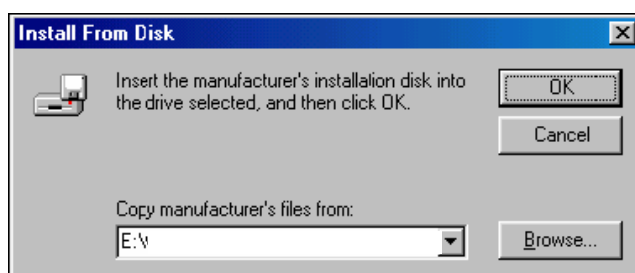 Install From Disk
Insert the manufacturer's installation disk into
the drive selected, and then click OK.
OK
Cancel
Copy manufacturer's files from:
E:\
Browse...